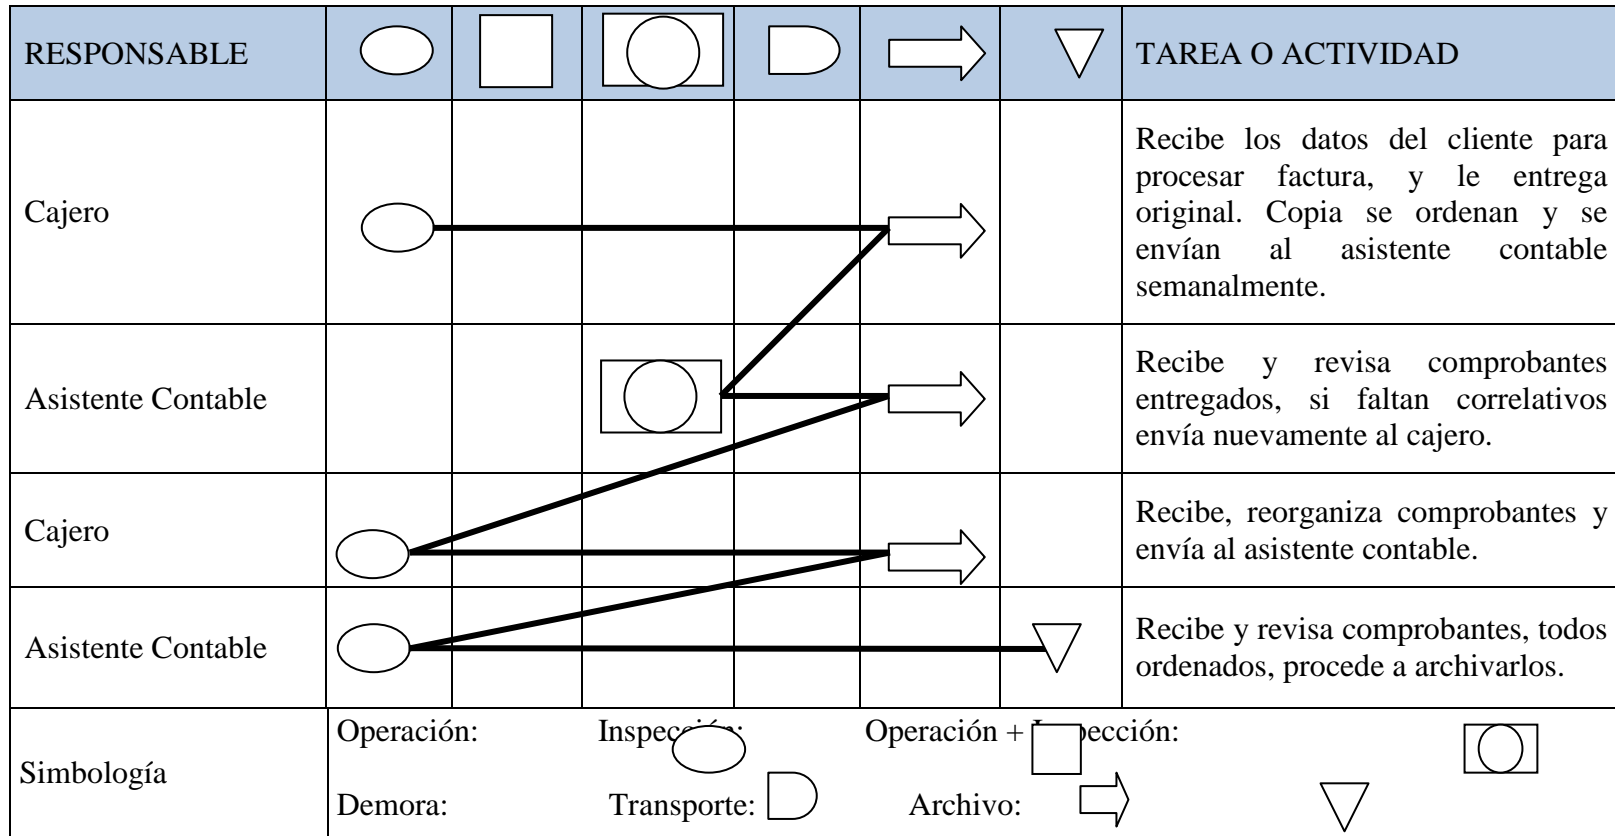 RESPONSABLE
TAREA O ACTIVIDAD
Cajero
Recibe los datos del cliente para
procesar factura, y le entrega
original. Copia se ordenan y se
envían al asistente contable
semanalmente.
Asistente Contable
Recibe y revisa comprobantes
entregados, si faltan correlativos
envía nuevamente al cajero.
Cajero
Recibe, reorganiza comprobantes y
envía al asistente contable.
Asistente Contable
Recibe y revisa comprobantes, todos
ordenados, procede a archivarlos.
Simbología
Operación: Inspección: Operación + Inspección:
Demora: Transporte: Archivo: